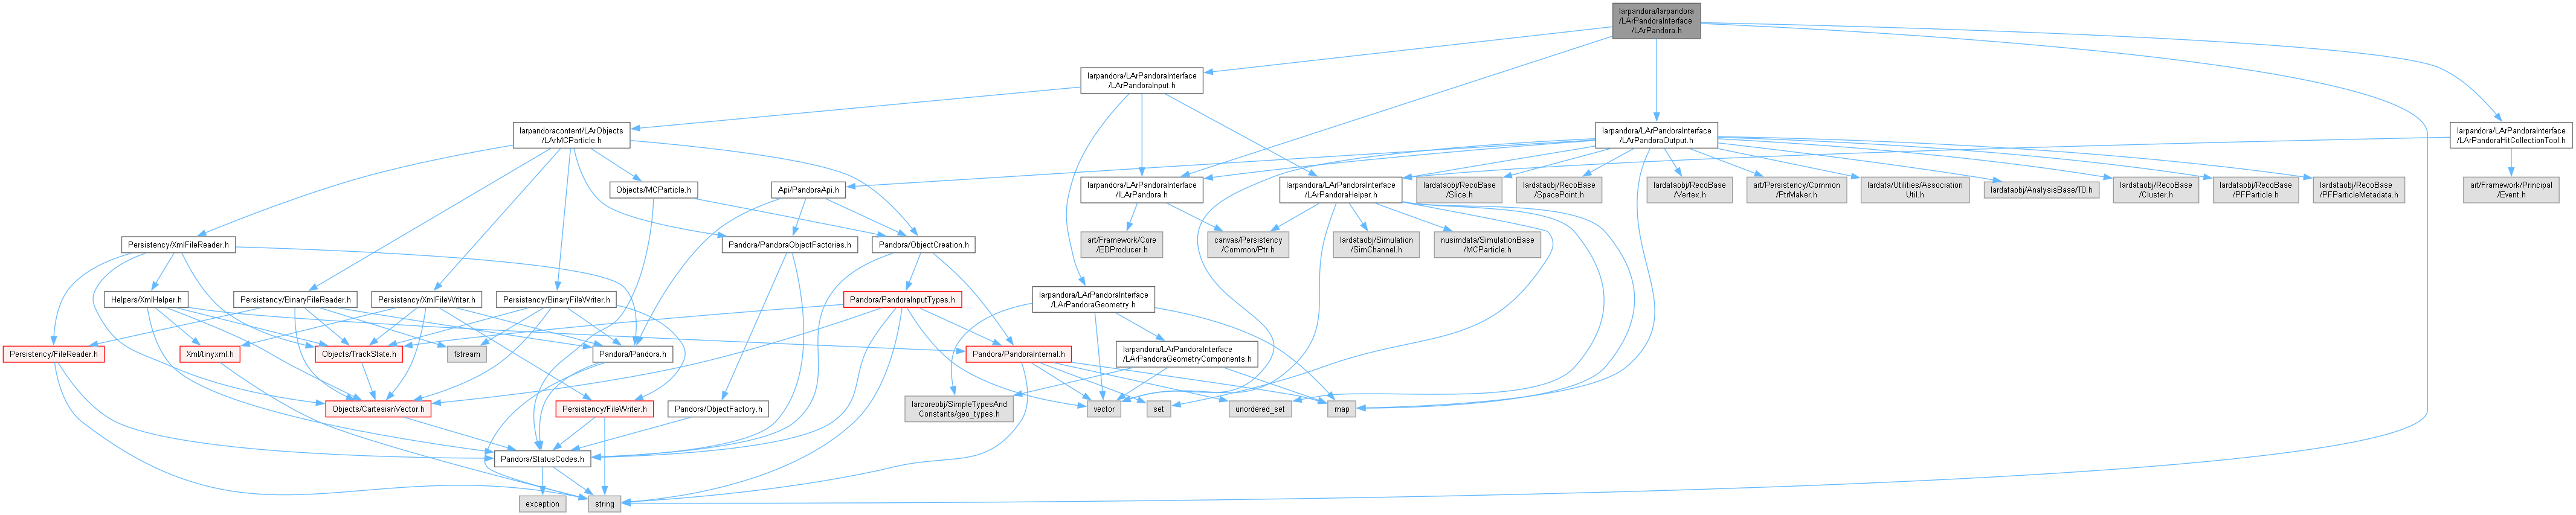 larpandora/larpandora
/LArPandoraInterface
/LArPandora.h
larpandora/LArPandoraInterface
/LArPandoraInput.h
larpandoracontent/LArObjects
/LArMCParticle.h
larpandora/LArPandoraInterface
/LArPandoraOutput.h
larpandora/LArPandoraInterface
/LArPandoraHitCollectionTool.h
Objects/MCParticle.h
Api/PandoraApi.h
larpandora/LArPandoraInterface
/ILArPandora.h
larpandora/LArPandoraInterface
/LArPandoraHelper.h
lardataobj/RecoBase
/Slice.h
lardataobj/RecoBase
/SpacePoint.h
lardataobj/RecoBase
/Vertex.h
art/Persistency/Common
/PtrMaker.h
lardata/Utilities/Association
Util.h
lardataobj/AnalysisBase/T0.h
lardataobj/RecoBase
/Cluster.h
lardataobj/RecoBase
/PFParticle.h
lardataobj/RecoBase
/PFParticleMetadata.h
art/Framework/Principal
/Event.h
Persistency/XmlFileReader.h
Pandora/PandoraObjectFactories.h
Pandora/ObjectCreation.h
art/Framework/Core
/EDProducer.h
canvas/Persistency
/Common/Ptr.h
lardataobj/Simulation
/SimChannel.h
nusimdata/SimulationBase
/MCParticle.h
Helpers/XmlHelper.h
Persistency/BinaryFileReader.h
Persistency/XmlFileWriter.h
Persistency/BinaryFileWriter.h
Pandora/PandoraInputTypes.h
larpandora/LArPandoraInterface
/LArPandoraGeometry.h
Persistency/FileReader.h
Xml/tinyxml.h
Objects/TrackState.h
fstream
Pandora/Pandora.h
Pandora/PandoraInternal.h
larpandora/LArPandoraInterface
/LArPandoraGeometryComponents.h
Objects/CartesianVector.h
Persistency/FileWriter.h
Pandora/ObjectFactory.h
larcoreobj/SimpleTypesAnd
Constants/geo_types.h
vector
set
unordered_set
map
Pandora/StatusCodes.h
exception
string